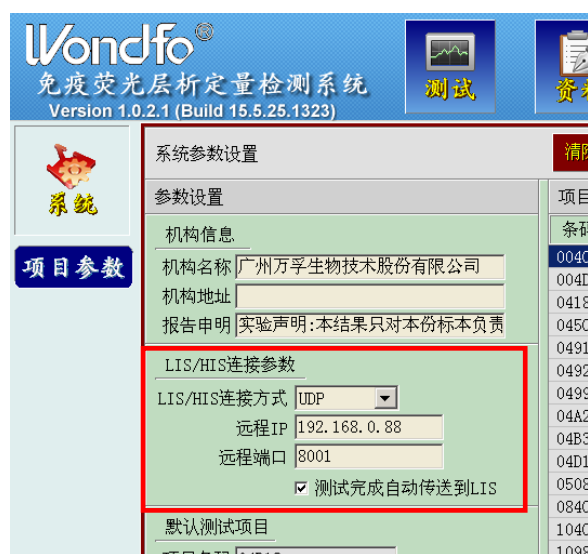 Wondfo®
免疫荧光层析定量检测系统
Version 1.0.2.1 (Build 15.5.25.1323)
测试
系统
项目参数
系统参数设置
参数设置
机构信息
机构名称 广州万孚生物技术股份有限公司
机构地址
报告申明 实验声明:本结果只对本份标本负责
LIS/HIS连接参数
LIS/HIS连接方式 UDP
远程IP 192.168.0.88
远程端口 8001
测试完成自动传送到LIS
默认测试项目
清
项目
条码
004C
004D
0418
045C
0491
0492
0499
04A2
04B3
04D1
0508
084C
104C